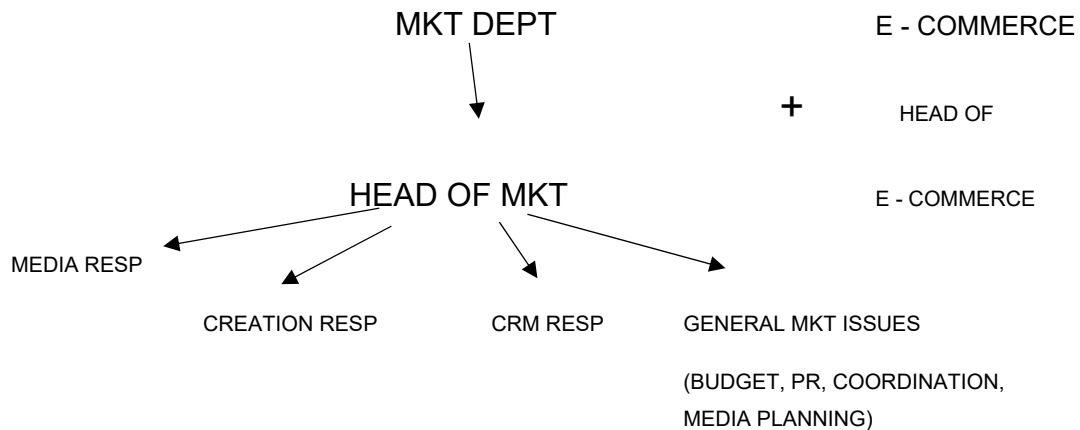 MKT DEPT
E - COMMERCE
+
HEAD OF
HEAD OF MKT
E - COMMERCE
MEDIA RESP
CREATION RESP
CRM RESP
GENERAL MKT ISSUES
(BUDGET, PR, COORDINATION,
MEDIA PLANNING)